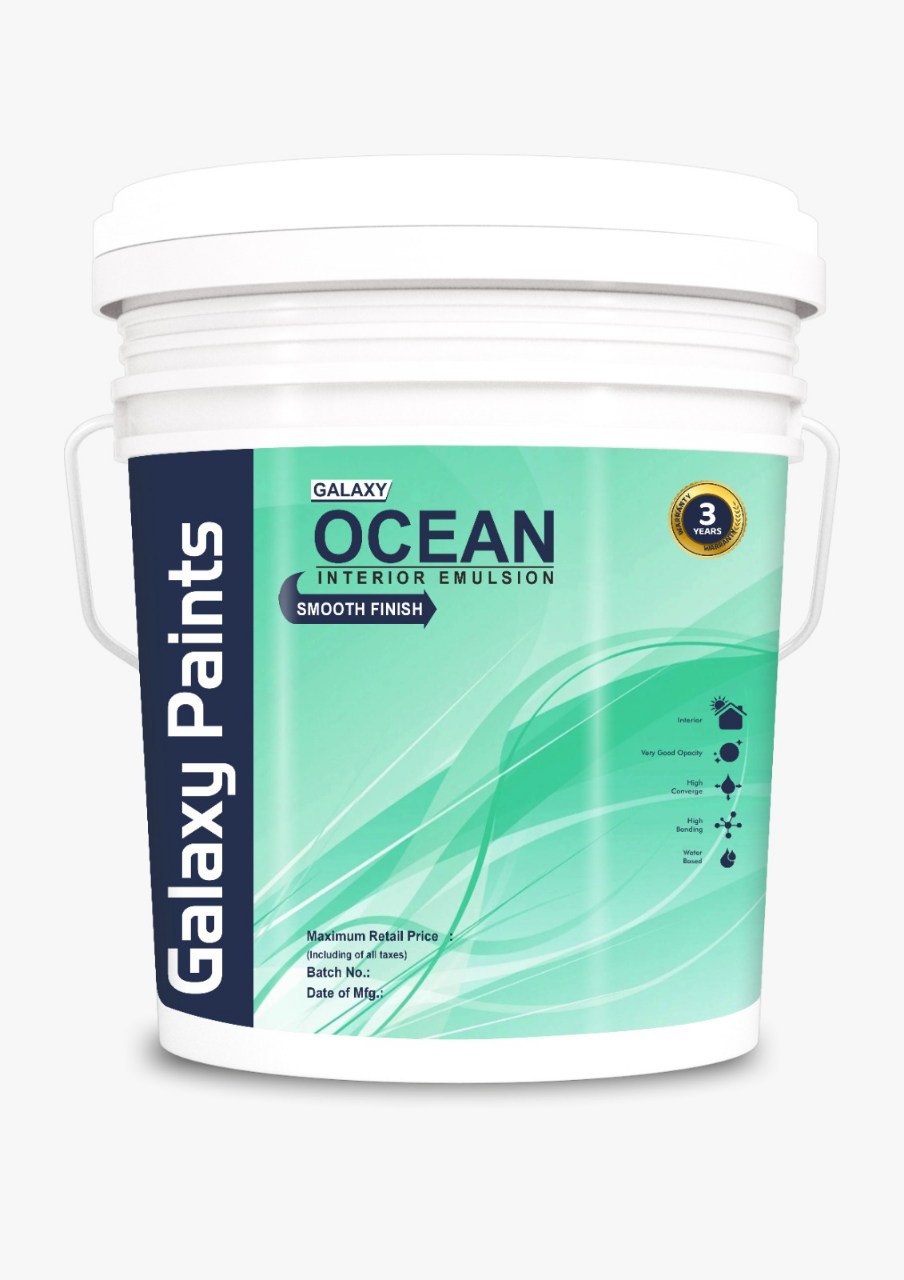 Galaxy Paints
GALAXY
OCEAN
INTERIOR EMULSION
SMOOTH FINISH
WARRANTY
3
YEARS
WARRANTY
Interior
Very Good Opacity
High
Converge
High
Bonding
Water
Based
Maximum Retail Price :
(Including of all taxes)
Batch No.:
Date of Mfg.: